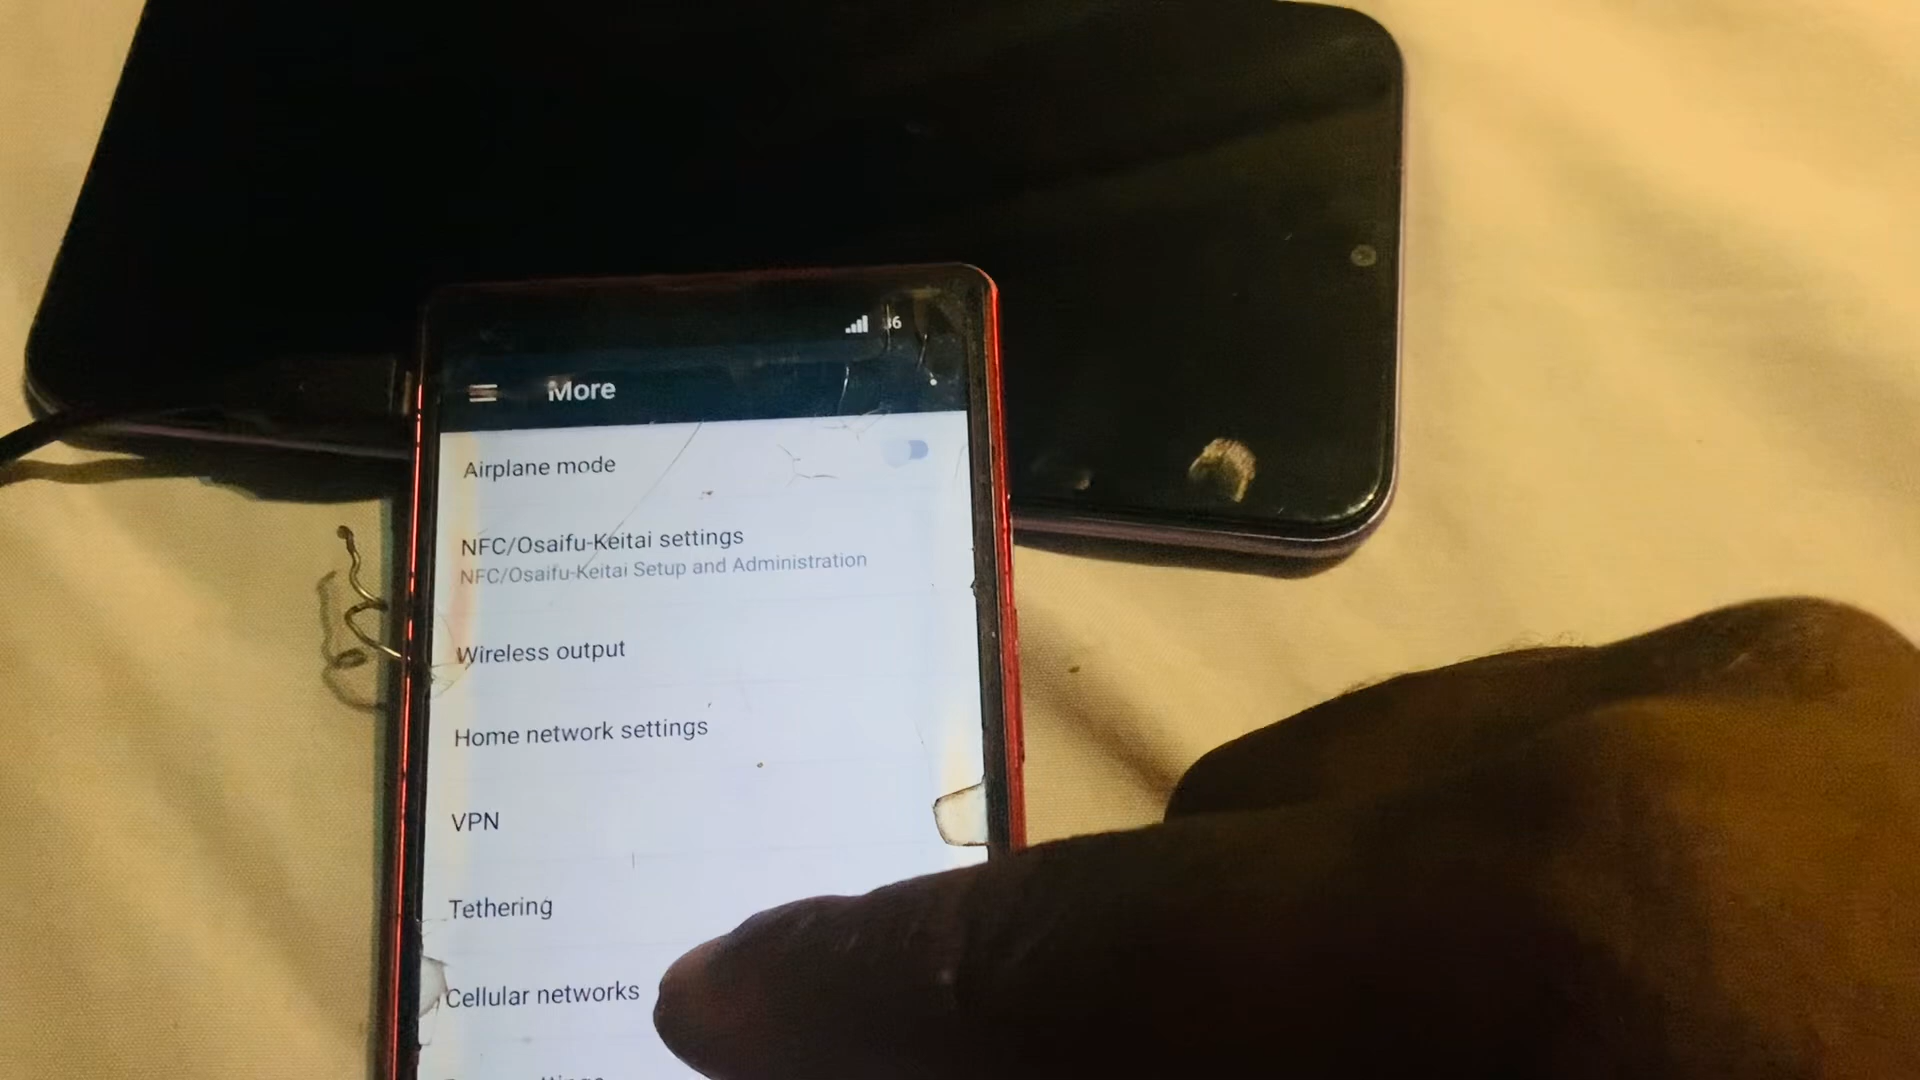 36
More
Airplane mode
NFC/Osaifu-Keitai settings
NFC/Osaifu-Keitai Setup and Administration
Wireless output
Home network settings
VPN
Tethering
Cellular networks